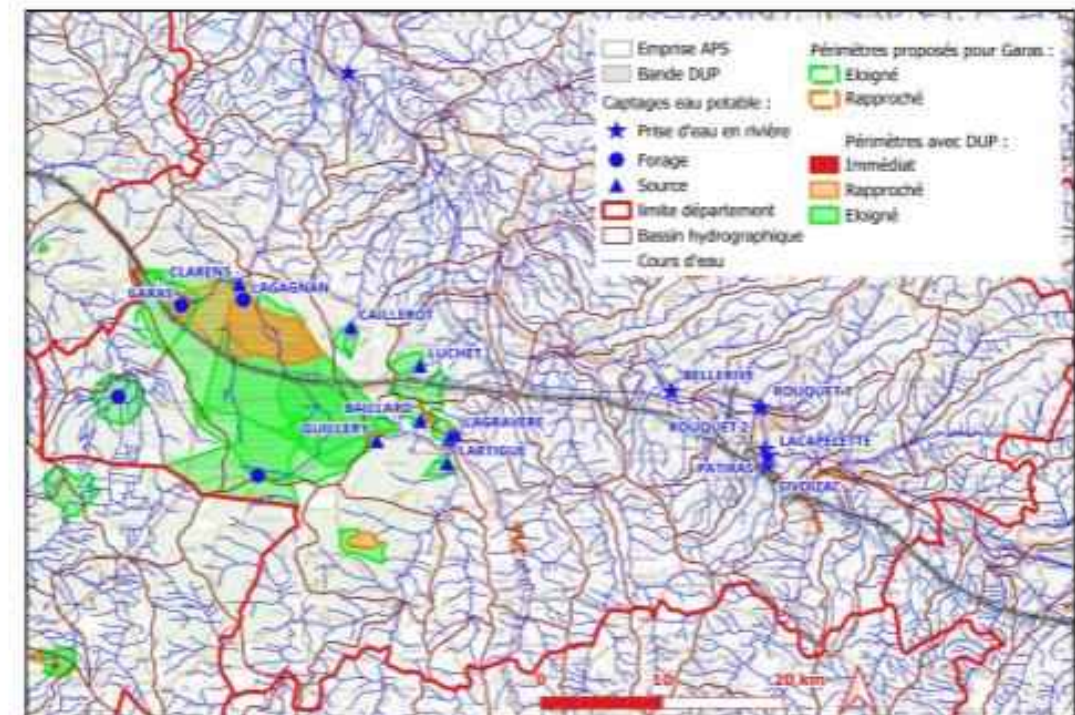 Emprise APS
Bande DUP
Captages eau potable :
Prise d'eau en rivière
Forage
Source
limite département
Bassin hydrographique
Cours d'eau
Périmètres proposés pour Garas :
Eloigné
Rapproché
Périmètres avec DUP :
Immédiat
Rapproché
Eloigné
CLARENS
GARAS
LAGAGNAN
CAILLEROT
LUCHET
BELLERIVE
ROUQUET-1
BAILLARD
LAGRAVERE
ROUQUET 2
GUILLERY
LACAPELETTE
LARTIGUE
PATIRAS
0 10 20 km